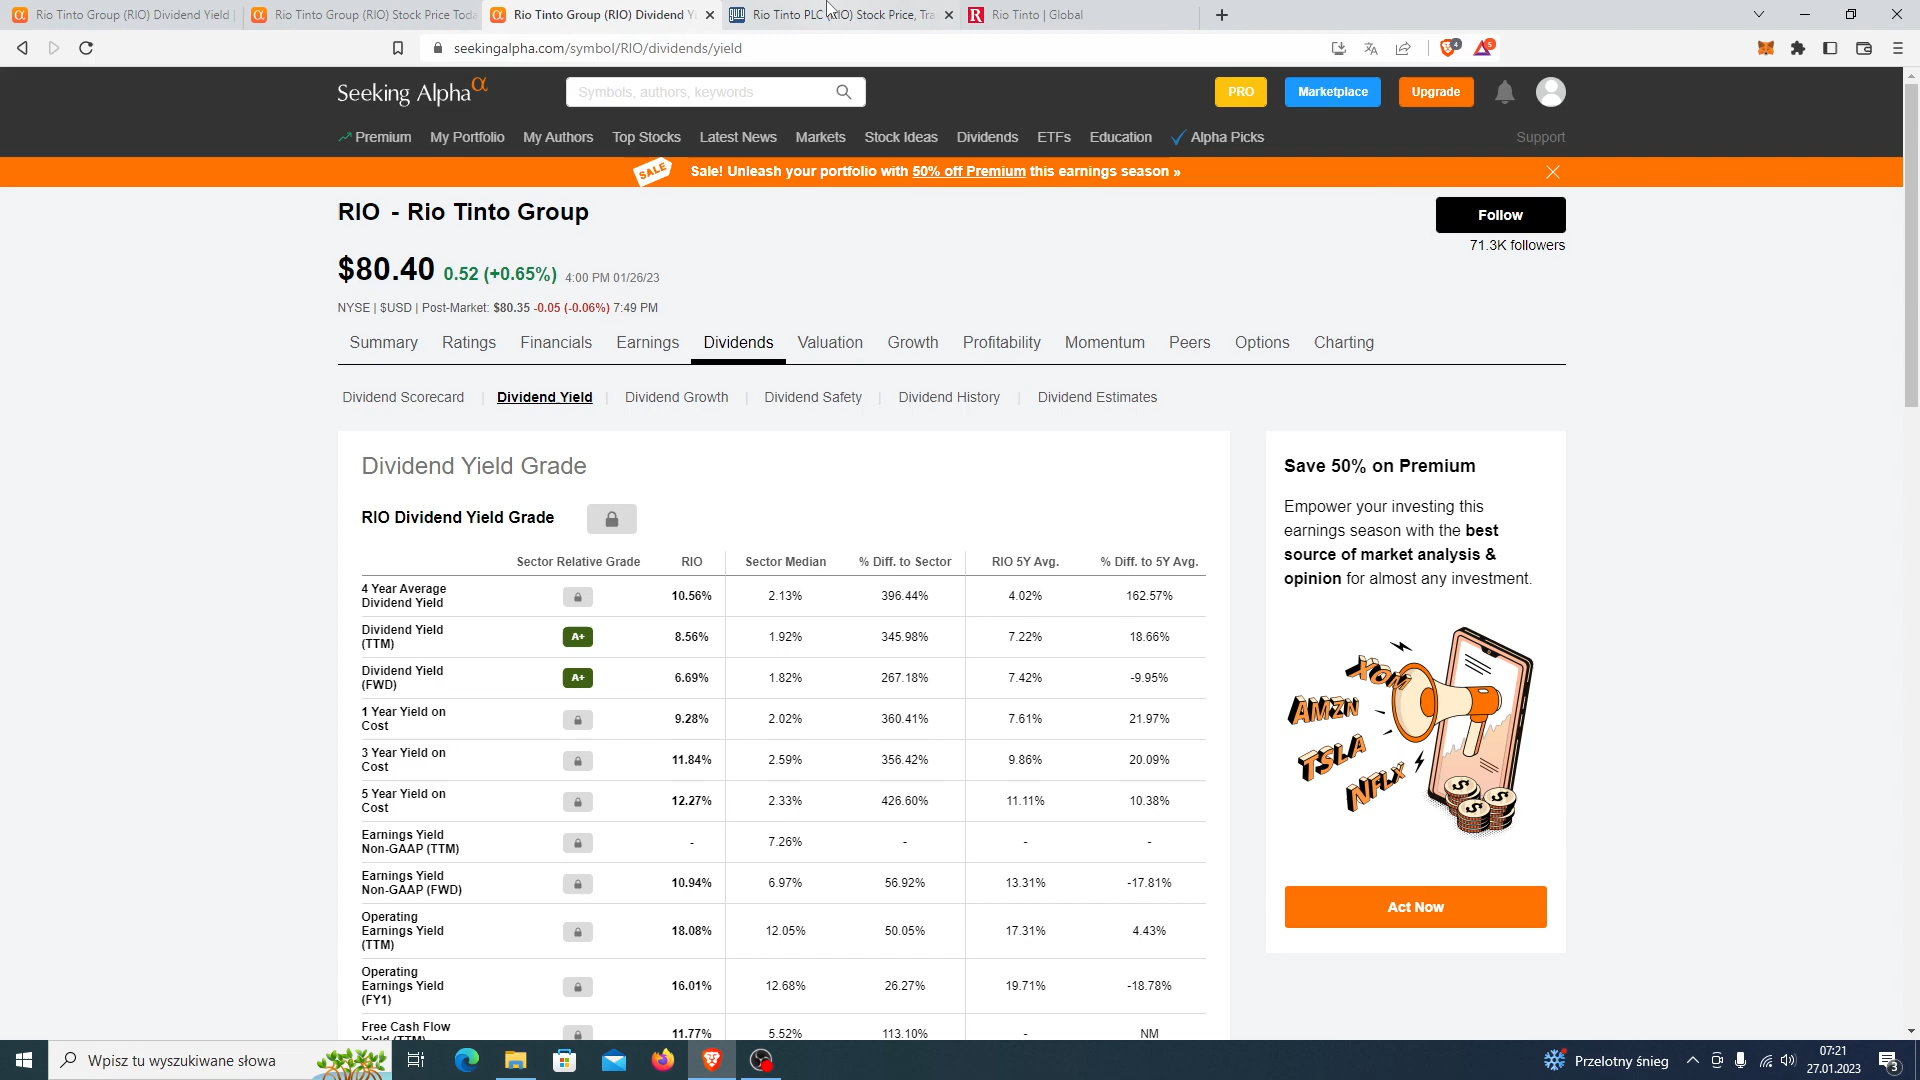 Rio Tinto Group (RIO) Dividend Yield
Rio Tinto Group (RIO) Stock Price Toda
Rio Tinto Group (RIO) Dividend Yi
Rio Tinto PLC (RIO) Stock Price, Tra
Rio Tinto | Global
seekingalpha.com/symbol/RIO/dividends/yield
4
5
Seeking Alpha α
Symbols, authors, keywords
PRO
Marketplace
Upgrade
Premium My Portfolio My Authors Top Stocks Latest News Markets Stock Ideas Dividends ETFs Education Alpha Picks Support
SALE Sale! Unleash your portfolio with 50% off Premium this earnings season »
RIO - Rio Tinto Group
Follow
71.3K followers
$80.40 0.52 (+0.65%) 4:00 PM 01/26/23
NYSE | $USD | Post-Market: $80.35 -0.05 (-0.06%) 7:49 PM
Summary Ratings Financials Earnings Dividends Valuation Growth Profitability Momentum Peers Options Charting
Dividend Scorecard | Dividend Yield | Dividend Growth | Dividend Safety | Dividend History | Dividend Estimates
Dividend Yield Grade
RIO Dividend Yield Grade
Sector Relative Grade RIO Sector Median % Diff. to Sector RIO 5Y Avg. % Diff. to 5Y Avg.
4 Year Average
Dividend Yield
10.56% 2.13% 396.44% 4.02% 162.57%
Dividend Yield
(TTM)
A+ 8.56% 1.92% 345.98% 7.22% 18.66%
Dividend Yield
(FWD)
A+ 6.69% 1.82% 267.18% 7.42% -9.95%
1 Year Yield on
Cost
9.28% 2.02% 360.41% 7.61% 21.97%
3 Year Yield on
Cost
11.84% 2.59% 356.42% 9.86% 20.09%
5 Year Yield on
Cost
12.27% 2.33% 426.60% 11.11% 10.38%
Earnings Yield
Non-GAAP (TTM)
- 7.26% - - -
Earnings Yield
Non-GAAP (FWD)
10.94% 6.97% 56.92% 13.31% -17.81%
Operating
Earnings Yield
(TTM)
18.08% 12.05% 50.05% 17.31% 4.43%
Operating
Earnings Yield
(FY1)
16.01% 12.68% 26.27% 19.71% -18.78%
Free Cash Flow
Yield (TTM)
11.77% 5.52% 113.10% - NM
Save 50% on Premium
Empower your investing this
earnings season with the best
source of market analysis &
opinion for almost any investment.
XOM
AMZN
TSLA
NFLX
$
$
$
$
Act Now
Wpisz tu wyszukiwane słowa
Przelotny śnieg
07:21
27.01.2023
3